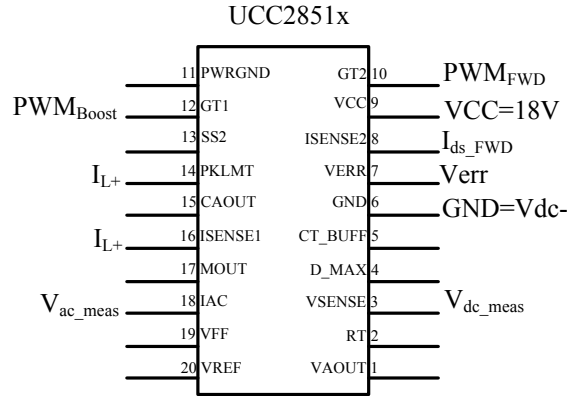 UCC2851x
11 PWRGND GT2 10 PWM_FWD
PWM_Boost 12 GT1 VCC 9 VCC=18V
13 SS2 ISENSE2 8 I_ds_FWD
I_L+ 14 PKLMT VERR 7 Verr
15 CAOUT GND 6 GND=Vdc-
I_L+ 16 ISENSE1 CT_BUFF 5
17 MOUT D_MAX 4
V_ac_meas 18 IAC VSENSE 3 V_dc_meas
19 VFF RT 2
20 VREF VAOUT 1